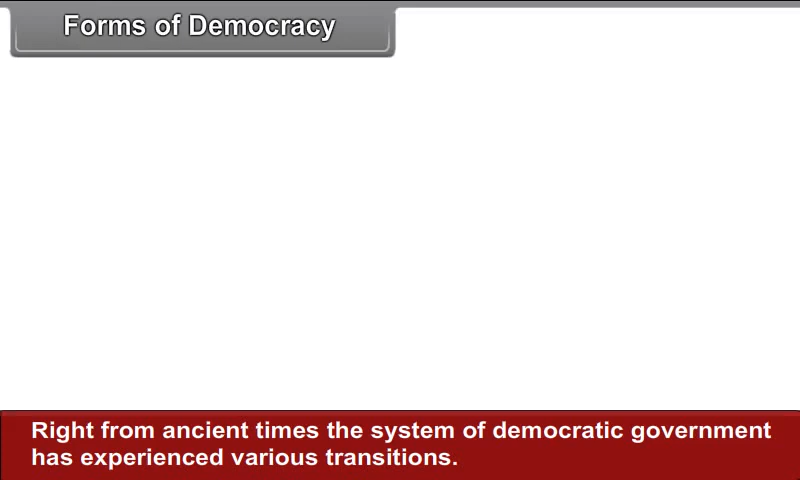 Forms of Democracy
Right from ancient times the system of democratic government
has experienced various transitions.